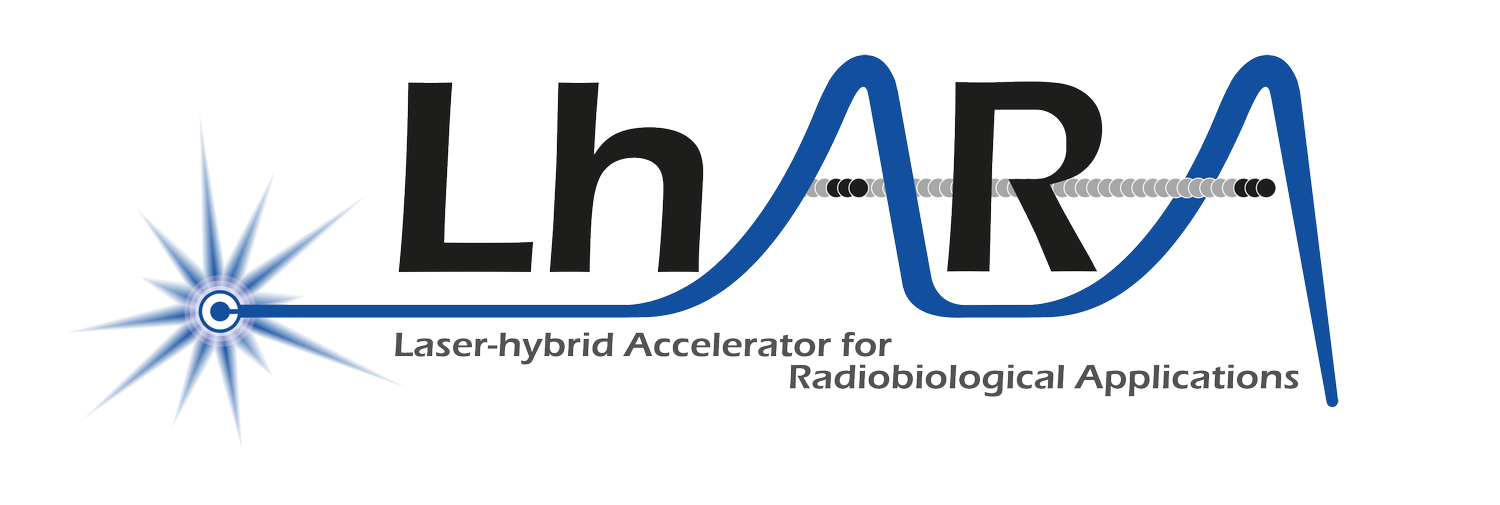 LhARA
Laser-hybrid Accelerator for
Radiobiological Applications